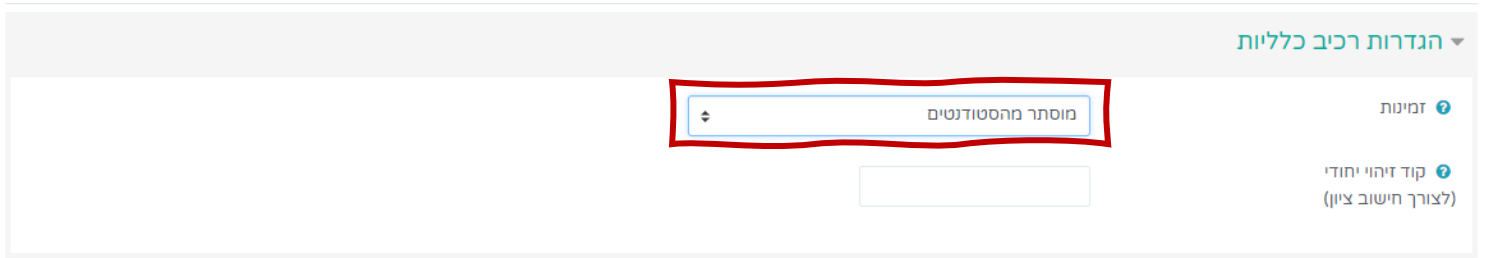 הגדרות רכיב כלליות
זמינות
מוסתר מהסטודנטים
קוד זיהוי יחודי
(לצורך חישוב ציון)